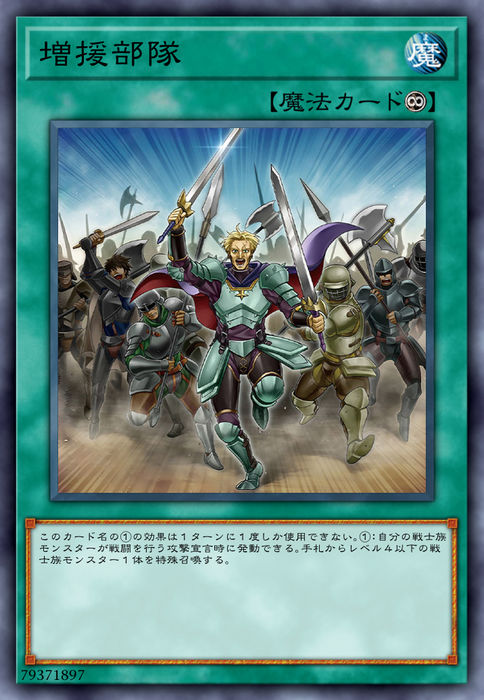 増援部隊
魔
【魔法カード】
このカード名の①の効果は1ターンに1度しか使用できない。①：自分の戦士族
モンスターが戦闘を行う攻撃宣言時に発動できる。手札からレベル4以下の戦
士族モンスター1体を特殊召喚する。
79371897